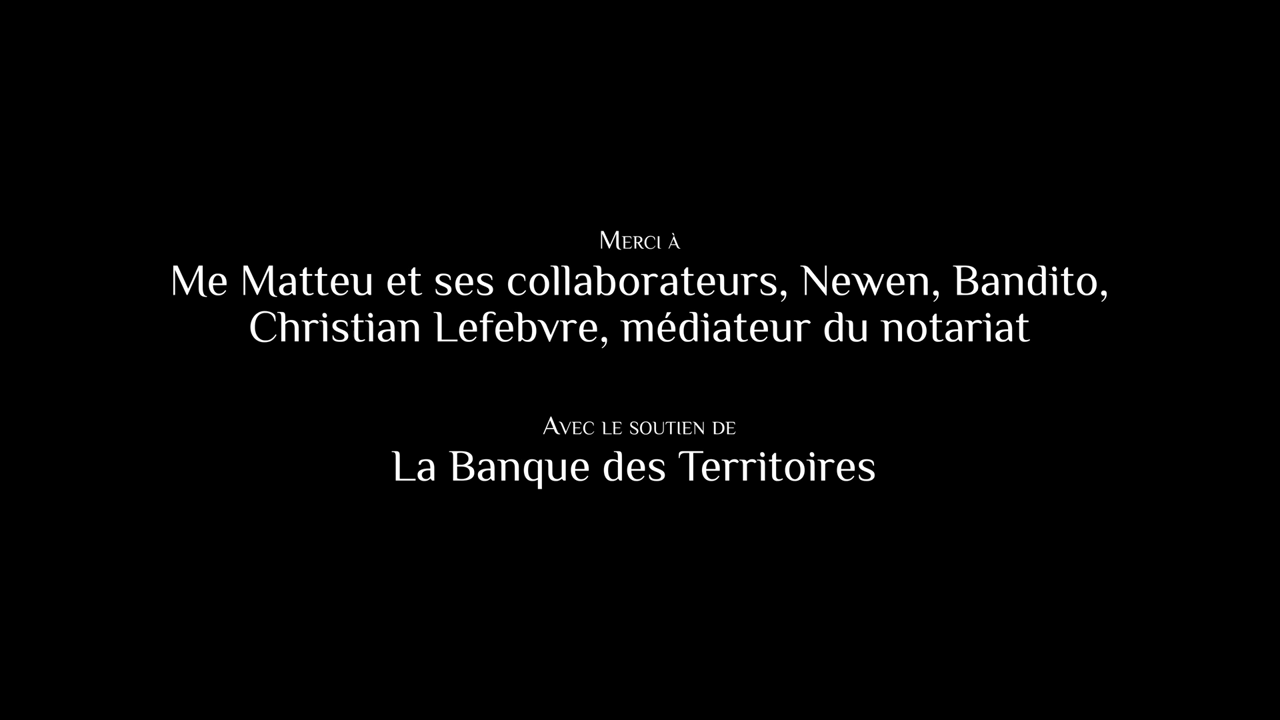 Merci à
Me Matteu et ses collaborateurs, Newen, Bandito,
Christian Lefebvre, médiateur du notariat
Avec le soutien de
La Banque des Territoires